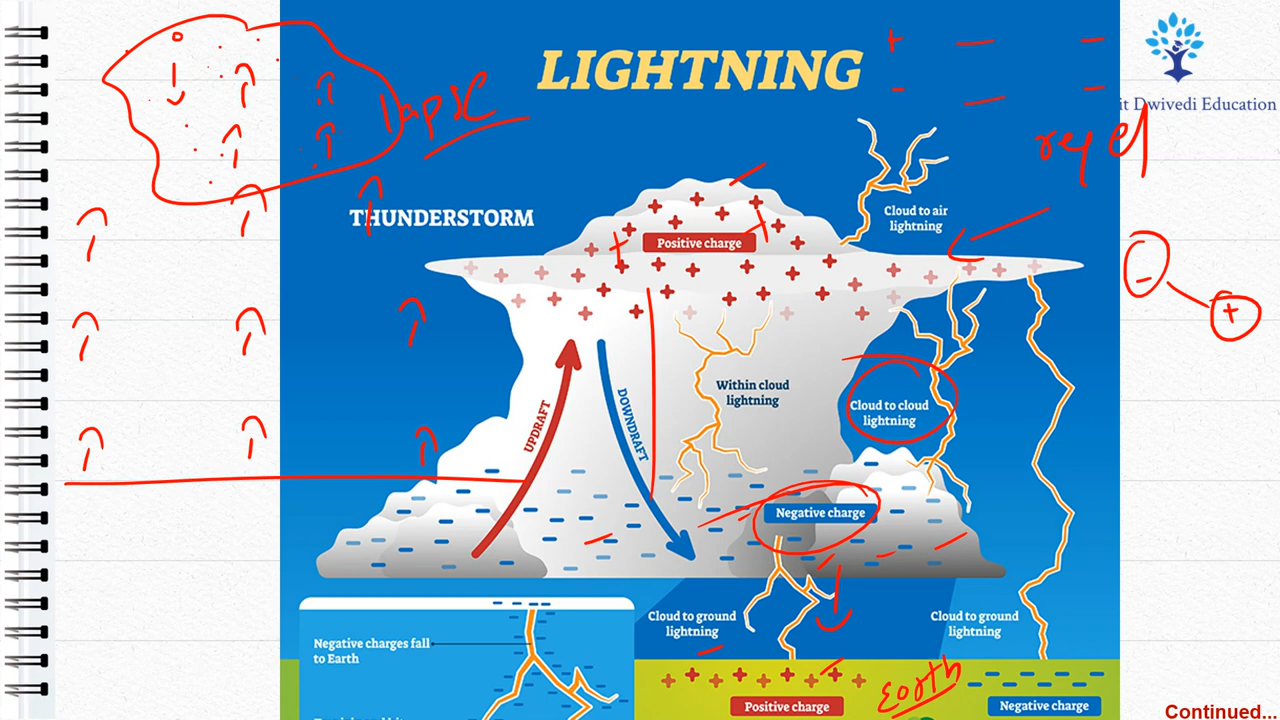 LIGHTNING
it Dwivedi Education
repel
Cloud to air
lightning
THUNDERSTORM
Positive charge
UPDRAFT
DOWNDRAFT
Within cloud
lightning
Cloud to cloud
lightning
Negative charge
Cloud to ground
lightning
Cloud to ground
lightning
Negative charges fall
to Earth
Earth
Positive charge
Negative charge
Continued...